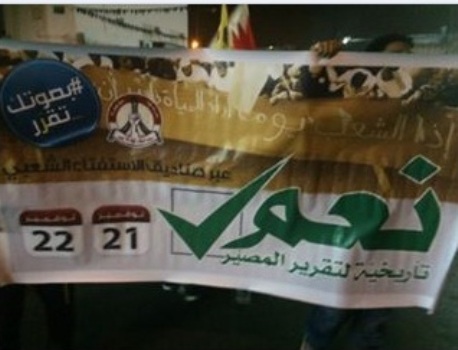 #بصوتك
تقرر...
إذا الشعب يوما أراد الحياة
عبر صناديق الاستفتاء الشعبي
نعم
تاريخية لتقرير المصير
نوفمبر
21
نوفمبر
22